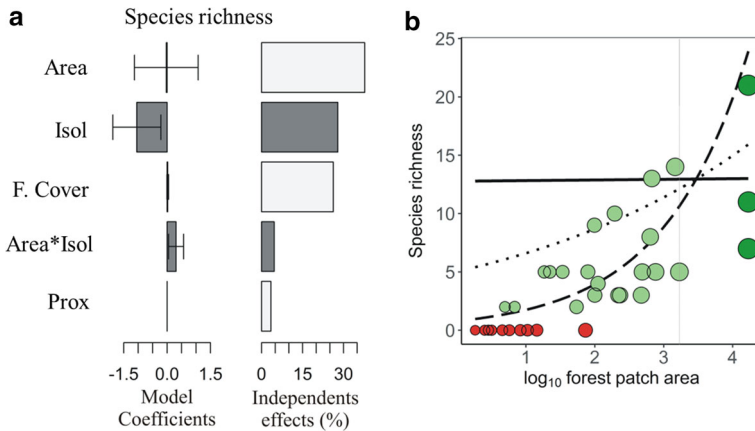 a
Species richness
Area
Isol
F. Cover
Area*Isol
Prox
-1.5 0.0 1.5
Model
Coefficients
0 15 30
Independents
effects (%)
b
Species richness
25
20
15
10
5
0
1 2 3 4
log₁₀ forest patch area